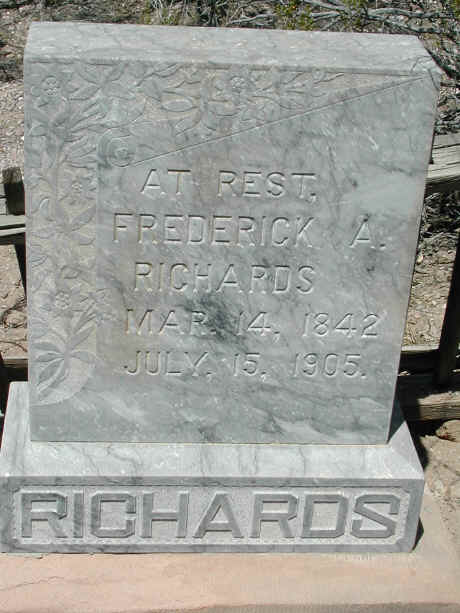 AT REST,
FREDERICK A.
RICHARDS
MAR. 14, 1842
JULY, 15, 1905.
RICHARDS